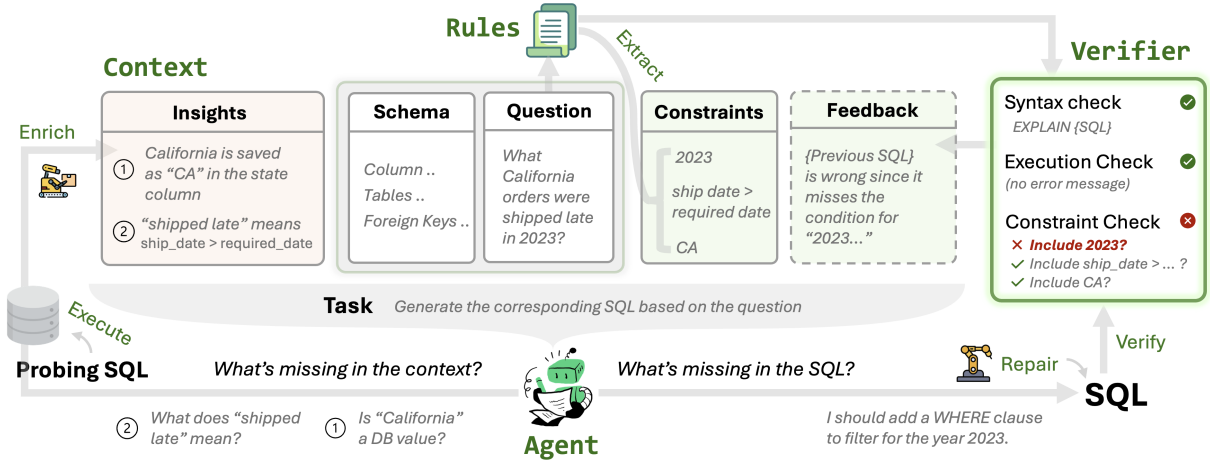 Rules
Extract
Verifier
Context
Enrich
Insights
1
California is saved
as “CA” in the state
column
2
“shipped late” means
ship_date > required_date
Schema
Column ..
Tables ..
Foreign Keys ..
Question
What
California
orders were
shipped late
in 2023?
Constraints
2023
ship date >
required date
CA
Feedback
{Previous SQL}
is wrong since it
misses the
condition for
“2023...”
Syntax check
EXPLAIN {SQL}
Execution Check
(no error message)
Constraint Check
Include 2023?
Include ship_date > ... ?
Include CA?
Task Generate the corresponding SQL based on the question
Execute
Probing SQL
What’s missing in the context?
2
What does “shipped
late” mean?
1
Is “California”
a DB value?
Agent
What’s missing in the SQL?
I should add a WHERE clause
to filter for the year 2023.
Repair
Verify
SQL